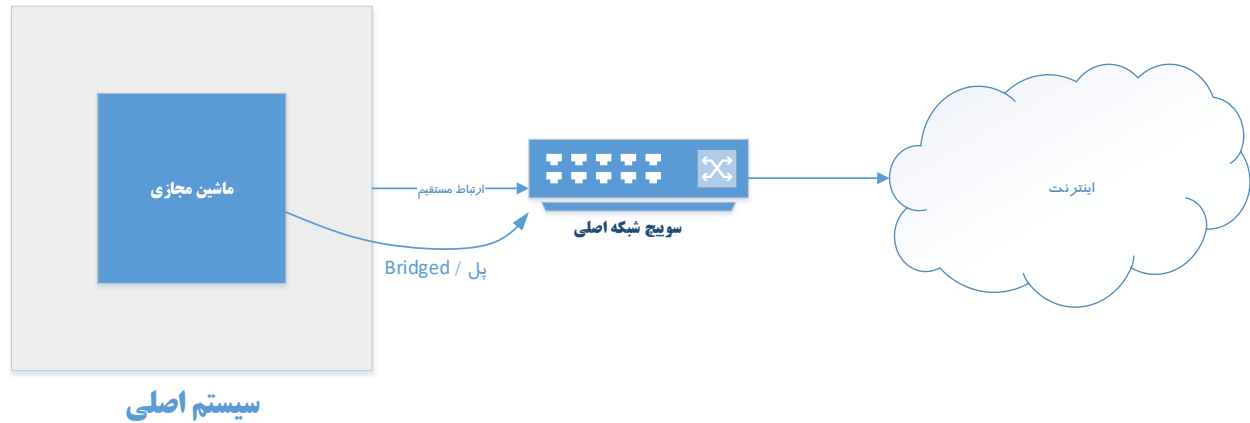 ماشین مجازی
ارتباط مستقیم
پل / Bridged
سوییچ شبکه اصلی
اینترنت
سیستم اصلی